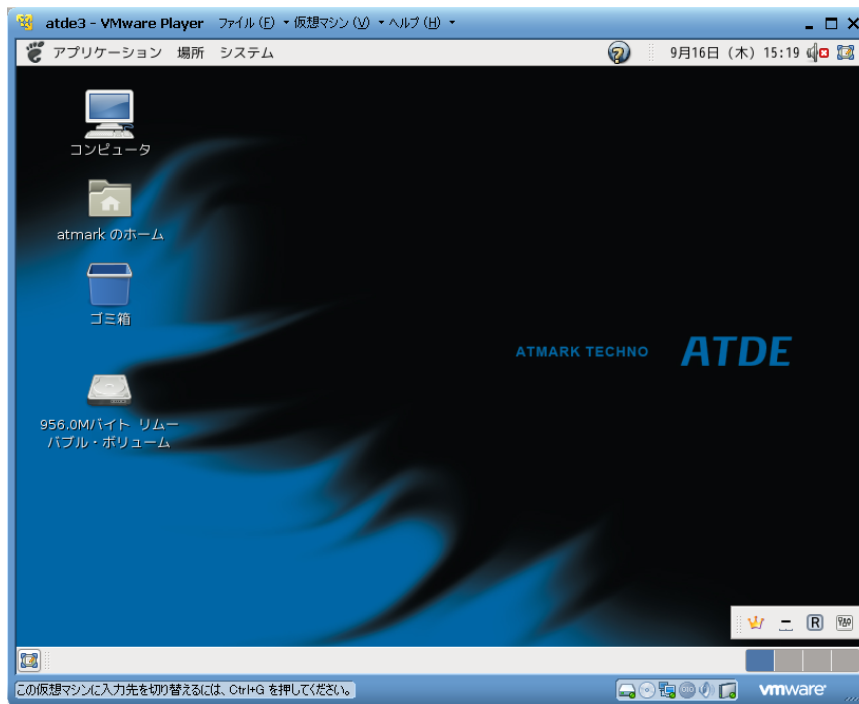 atde3 - VMware Player ファイル(F) 仮想マシン(V) ヘルプ(H)
アプリケーション 場所 システム 9月16日 (木) 15:19
コンピュータ
atmark のホーム
ゴミ箱
ATMARK TECHNO ATDE
956.0Mバイト リムー
バブル・ボリューム
R
この仮想マシンに入力先を切り替えるには、Ctrl+G を押してください。 vmware